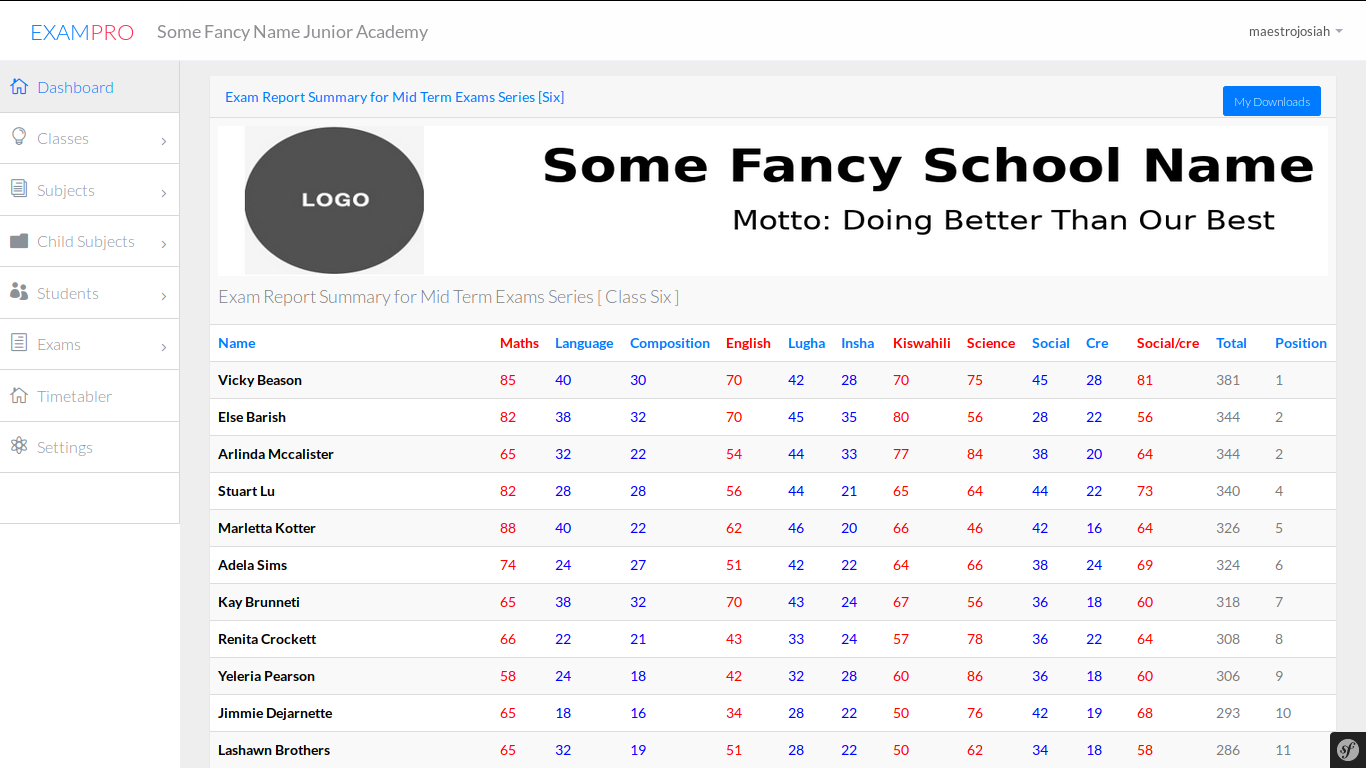 EXAMPRO Some Fancy Name Junior Academy maestrojosiah
Dashboard
Classes
Subjects
Child Subjects
Students
Exams
Timetabler
Settings
Exam Report Summary for Mid Term Exams Series [Six] My Downloads
LOGO
Some Fancy School Name
Motto: Doing Better Than Our Best
Exam Report Summary for Mid Term Exams Series [ Class Six ]
Name Maths Language Composition English Lugha Insha Kiswahili Science Social Cre Social/cre Total Position
Vicky Beason 85 40 30 70 42 28 70 75 45 28 81 381 1
Else Barish 82 38 32 70 45 35 80 56 28 22 56 344 2
Arlinda Mccalister 65 32 22 54 44 33 77 84 38 20 64 344 2
Stuart Lu 82 28 28 56 44 21 65 64 44 22 73 340 4
Marletta Kotter 88 40 22 62 46 20 66 46 42 16 64 326 5
Adela Sims 74 24 27 51 42 22 64 66 38 24 69 324 6
Kay Brunneti 65 38 32 70 43 24 67 56 36 18 60 318 7
Renita Crockett 66 22 21 43 33 24 57 78 36 22 64 308 8
Yeleria Pearson 58 24 18 42 32 28 60 86 36 18 60 306 9
Jimmie Dejarnette 65 18 16 34 28 22 50 76 42 19 68 293 10
Lashawn Brothers 65 32 19 51 28 22 50 62 34 18 58 286 11
sf